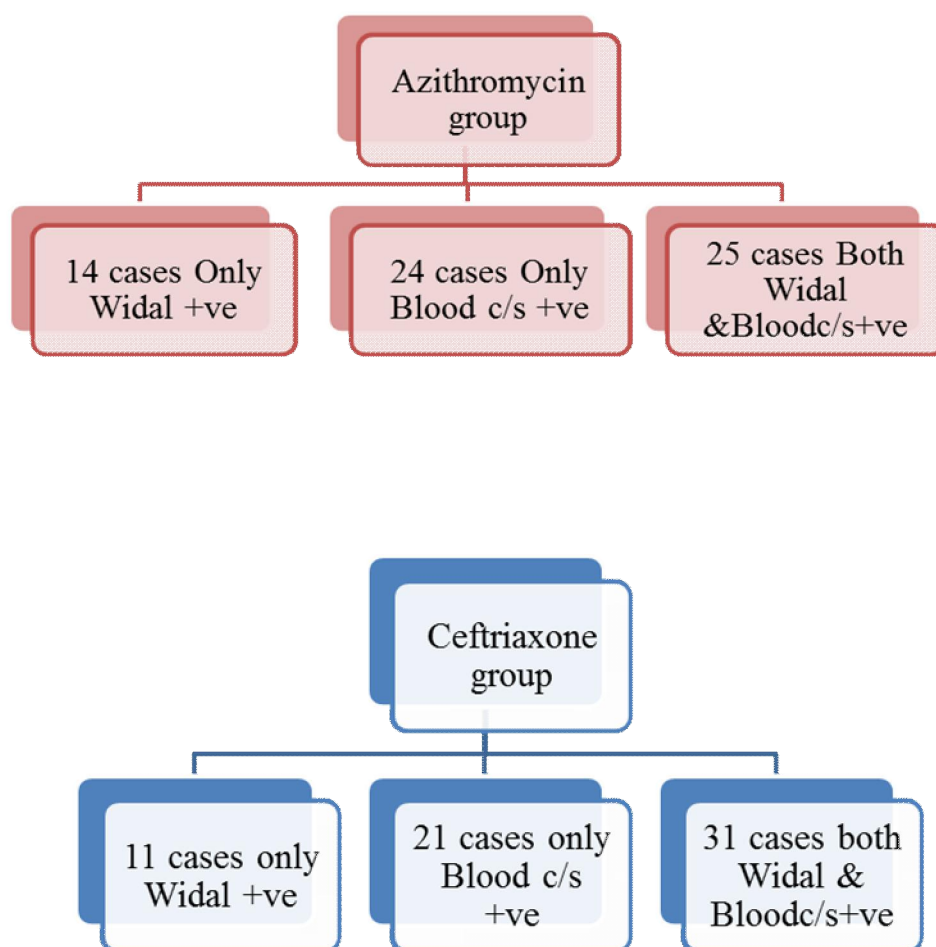 Azithromycin
group
14 cases Only
Widal +ve
24 cases Only
Blood c/s +ve
25 cases Both
Widal
&Bloodc/s+ve
Ceftriaxone
group
11 cases only
Widal +ve
21 cases only
Blood c/s
+ve
31 cases both
Widal &
Bloodc/s+ve